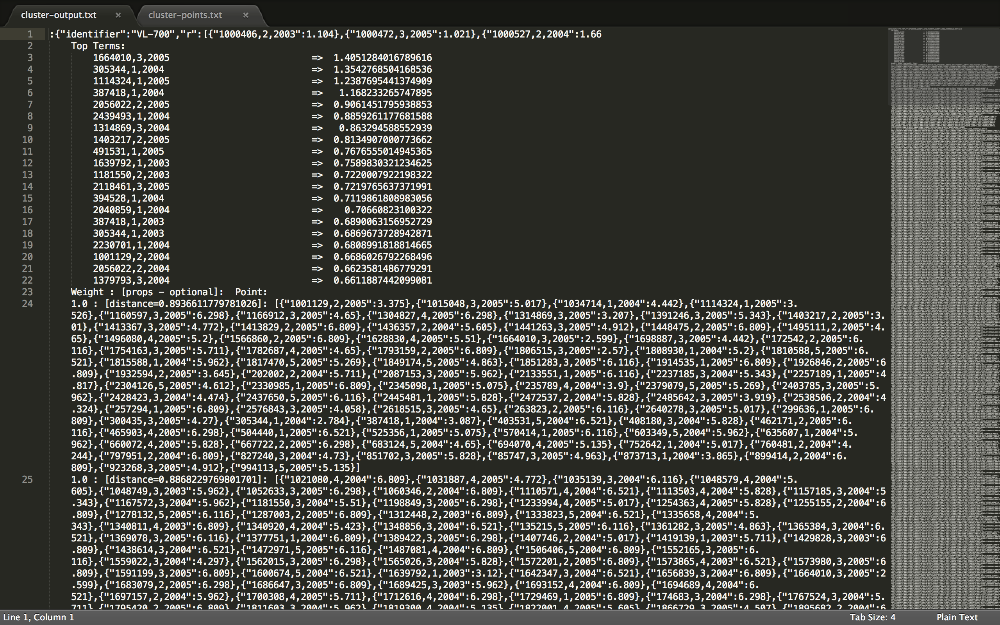 cluster-output.txt × cluster-points.txt ×
1 :{"identifier":"VL-700","r":[{"1000406,2,2003":1.104},{"1000472,3,2005":1.021},{"1000527,2,2004":1.66
2 Top Terms:
3 1664010,3,2005 => 1.4051284016789616
4 305344,1,2004 => 1.3542768504168536
5 1114324,1,2005 => 1.2387695441374909
6 387418,1,2004 => 1.168233265747895
7 2056022,2,2005 => 0.9061451795938853
8 2439493,1,2004 => 0.8859261177681588
9 1314869,3,2004 => 0.863294588552939
10 1403217,2,2005 => 0.8134907000773662
11 491531,1,2005 => 0.7676555014945365
12 1639792,1,2003 => 0.7589830321234625
13 1181550,2,2003 => 0.7220007922198322
14 2118461,3,2005 => 0.7219765637371991
15 394528,1,2004 => 0.7119861808983056
16 2040859,1,2004 => 0.70660823100322
17 387418,1,2003 => 0.6890063156952729
18 305344,1,2003 => 0.6869673728942871
19 2230701,1,2004 => 0.6808991818814665
20 1001129,2,2004 => 0.6686026792268496
21 2056022,2,2004 => 0.6623581486779291
22 1379793,3,2004 => 0.6611887442099081
23 Weight : [props - optional]: Point:
24 1.0 : [distance=0.8936611779781026]: [{"1001129,2,2005":3.375},{"1015048,3,2005":5.017},{"1034714,1,2004":4.442},{"1114324,1,2005":3.
526},{"1160597,3,2005":6.298},{"1166912,3,2005":4.65},{"1304827,4,2005":6.298},{"1314869,3,2005":3.207},{"1391246,3,2005":5.343},{"1403217,2,2005":3.
01},{"1413367,3,2005":4.772},{"1413829,2,2005":6.809},{"1436357,2,2004":5.605},{"1441263,3,2005":4.912},{"1448475,2,2005":6.809},{"1495111,2,2005":4.
65},{"1496080,4,2005":5.2},{"1566860,2,2005":6.809},{"1628830,4,2005":5.51},{"1664010,3,2005":2.599},{"1698887,3,2005":4.442},{"172542,2,2005":6.
116},{"1754163,3,2005":5.711},{"1782687,4,2005":4.65},{"1793159,2,2005":6.809},{"1806515,3,2005":2.57},{"1808930,1,2004":5.2},{"1810588,5,2005":6.
521},{"1815588,1,2004":5.962},{"1817470,5,2005":5.269},{"1849174,5,2005":4.863},{"1851283,3,2005":6.116},{"1914535,1,2005":6.809},{"1926846,2,2005":6
.809},{"1932594,2,2005":3.645},{"202002,2,2004":5.711},{"2087153,3,2005":5.962},{"2133551,1,2005":6.116},{"2237185,3,2004":5.343},{"2257189,1,2005":4
.817},{"2304126,5,2005":4.612},{"2330985,1,2005":6.809},{"2345098,1,2005":5.075},{"235789,4,2004":3.9},{"2379079,5,2005":5.269},{"2403785,3,2005":5.
962},{"2428423,3,2004":4.474},{"2437650,5,2005":6.116},{"2445481,1,2005":5.828},{"2472537,2,2004":5.828},{"2485642,3,2005":3.919},{"2538506,2,2004":4
.324},{"257294,1,2005":6.809},{"2576843,3,2005":4.058},{"2618515,3,2005":4.65},{"263823,2,2005":6.116},{"2640278,3,2005":5.017},{"299636,1,2005":6.
809},{"300435,3,2005":4.27},{"305344,1,2004":2.784},{"387418,1,2004":3.087},{"403531,5,2004":6.521},{"408180,3,2004":5.828},{"462171,2,2005":6.
116},{"465903,4,2005":6.298},{"504440,1,2005":6.521},{"525356,1,2005":5.075},{"570414,1,2005":6.116},{"603349,5,2004":5.962},{"635607,1,2004":5.
962},{"660072,4,2005":5.828},{"667722,2,2005":6.298},{"683124,5,2004":4.65},{"694070,4,2005":5.135},{"752642,1,2004":5.017},{"760481,2,2004":4.
244},{"797951,2,2004":6.809},{"827240,3,2004":4.73},{"851702,3,2005":5.828},{"85747,3,2005":4.963},{"873713,1,2004":3.865},{"899414,2,2004":6.
809},{"923268,3,2005":4.912},{"994113,5,2005":5.135}]
25 1.0 : [distance=0.8868229769801701]: [{"1021080,4,2004":6.809},{"1031887,4,2005":4.772},{"1035139,3,2004":6.116},{"1048579,4,2004":5.
605},{"1048749,3,2003":5.962},{"1052633,3,2005":6.298},{"1060346,2,2004":6.809},{"1110571,4,2004":6.521},{"1113503,4,2004":5.828},{"1157185,3,2004":5
.343},{"1167572,3,2004":5.962},{"1181550,3,2004":5.51},{"1198849,3,2005":6.298},{"1233994,4,2005":5.017},{"1254363,4,2005":5.828},{"1255155,2,2004":6
.809},{"1278132,5,2005":6.116},{"1287003,2,2005":6.809},{"1312448,2,2003":6.809},{"1333823,5,2004":6.521},{"1335658,4,2004":5.
343},{"1340811,4,2003":6.809},{"1340920,4,2004":5.423},{"1348856,3,2004":6.521},{"135215,5,2005":6.116},{"1361282,3,2005":4.863},{"1365384,3,2004":6.
521},{"1369078,3,2005":6.116},{"1377751,1,2004":6.809},{"1389422,3,2005":6.298},{"1407746,2,2004":5.017},{"1419139,1,2003":5.711},{"1429828,3,2003":6
.809},{"1438614,3,2004":6.521},{"1472971,5,2005":6.116},{"1487081,4,2004":6.809},{"1506406,5,2004":6.809},{"1552165,3,2005":6.
116},{"1559022,3,2004":4.297},{"1562015,3,2005":6.298},{"1565026,3,2004":5.828},{"1572201,2,2005":6.809},{"1573865,4,2003":6.521},{"1573980,3,2005":6
.809},{"1591199,3,2005":6.809},{"1600674,5,2004":6.521},{"1639792,1,2003":3.12},{"1642347,3,2004":6.521},{"1656839,3,2004":6.809},{"1664010,3,2005":2
.599},{"1683079,2,2005":6.298},{"1686647,3,2005":6.809},{"1689425,3,2003":5.962},{"1693152,4,2004":6.809},{"1694689,4,2004":6.
521},{"1697157,2,2004":5.962},{"1700308,4,2005":5.711},{"1712616,4,2004":6.298},{"1729469,1,2005":6.809},{"174683,3,2004":6.298},{"1767524,3,2004":5.
711},{"1795420,2,2005":6.809},{"1811603,3,2004":5.962},{"1819300,4,2004":5.135},{"1822001,4,2005":5.605},{"1866729,3,2005":4.507},{"1895682,2,2004":6
Line 1, Column 1 Tab Size: 4 Plain Text